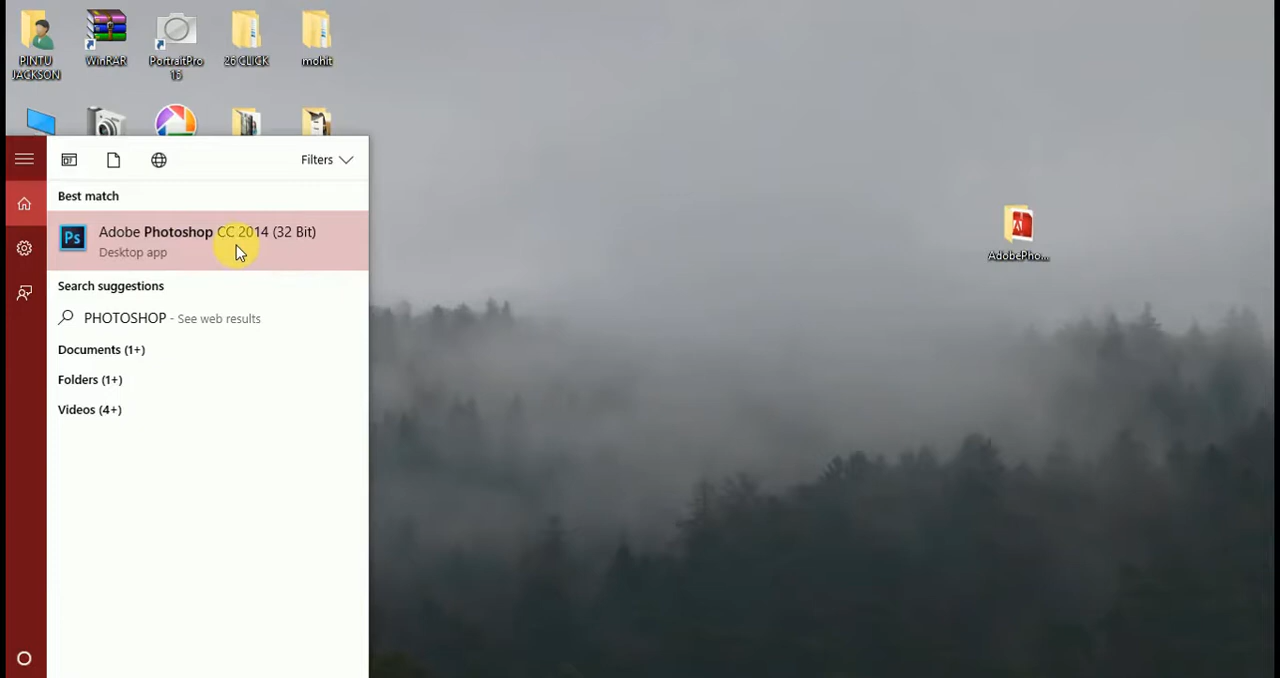 PINTU
JACKSON
WinRAR
PortraitPro
15
26 CLICK
mohit
Filters
Best match
Ps
Adobe Photoshop CC 2014 (32 Bit)
Desktop app
Search suggestions
PHOTOSHOP - See web results
Documents (1+)
Folders (1+)
Videos (4+)
AdobePho...